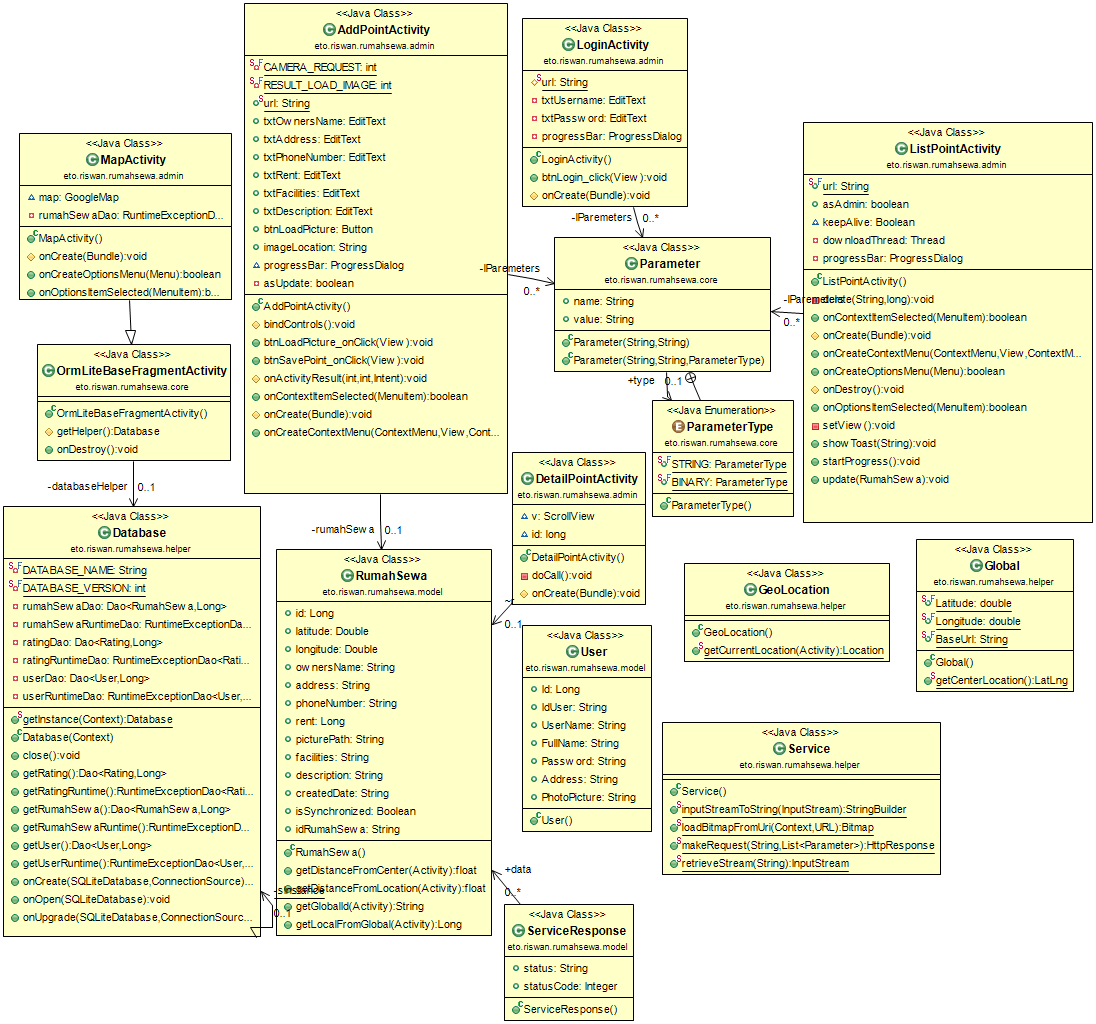 <<Java Class>>
AddPointActivity
eto.riswan.rumahsewa.admin
CAMERA_REQUEST: int
RESULT_LOAD_IMAGE: int
url: String
txtOwnersName: EditText
txtAddress: EditText
txtPhoneNumber: EditText
txtRent: EditText
txtFacilities: EditText
txtDescription: EditText
btnLoadPicture: Button
imageLocation: String
progressBar: ProgressDialog
asUpdate: boolean
AddPointActivity()
bindControls():void
btnLoadPicture_onClick(View):void
btnSavePoint_onClick(View):void
onActivityResult(int,int,Intent):void
onContextItemSelected(MenuItem):boolean
onCreate(Bundle):void
onCreateContextMenu(ContextMenu,View,Cont...
<<Java Class>>
LoginActivity
eto.riswan.rumahsewa.admin
url: String
txtUsername: EditText
txtPassword: EditText
progressBar: ProgressDialog
LoginActivity()
btnLogin_click(View):void
onCreate(Bundle):void
-lParemeters
0..*
<<Java Class>>
MapActivity
eto.riswan.rumahsewa.admin
map: GoogleMap
rumahSewaDao: RuntimeExceptionD...
MapActivity()
onCreate(Bundle):void
onCreateOptionsMenu(Menu):boolean
onOptionsItemSelected(MenuItem):b...
<<Java Class>>
ListPointActivity
eto.riswan.rumahsewa.admin
url: String
asAdmin: boolean
keepAlive: Boolean
downloadThread: Thread
progressBar: ProgressDialog
ListPointActivity()
delete(String,long):void
onContextItemSelected(MenuItem):boolean
onCreate(Bundle):void
onCreateContextMenu(ContextMenu,View,ContextM...
onCreateOptionsMenu(Menu):boolean
onDestroy():void
onOptionsItemSelected(MenuItem):boolean
setView():void
showToast(String):void
startProgress():void
update(RumahSewa):void
-lParemeters
0..*
<<Java Class>>
Parameter
eto.riswan.rumahsewa.core
name: String
value: String
Parameter(String,String)
Parameter(String,String,ParameterType)
-lParemeters
0..*
+type
0..1
<<Java Enumeration>>
ParameterType
eto.riswan.rumahsewa.core
STRING: ParameterType
BINARY: ParameterType
ParameterType()
<<Java Class>>
OrmLiteBaseFragmentActivity
eto.riswan.rumahsewa.core
OrmLiteBaseFragmentActivity()
getHelper():Database
onDestroy():void
-databaseHelper
0..1
<<Java Class>>
Database
eto.riswan.rumahsewa.helper
DATABASE_NAME: String
DATABASE_VERSION: int
rumahSewaDao: Dao<RumahSewa,Long>
rumahSewaRuntimeDao: RuntimeExceptionDa...
ratingDao: Dao<Rating,Long>
ratingRuntimeDao: RuntimeExceptionDao<Rati...
userDao: Dao<User,Long>
userRuntimeDao: RuntimeExceptionDao<User,...
getInstance(Context):Database
Database(Context)
close():void
getRating():Dao<Rating,Long>
getRatingRuntime():RuntimeExceptionDao<Rati...
getRumahSewa():Dao<RumahSewa,Long>
getRumahSewaRuntime():RuntimeExceptionD...
getUser():Dao<User,Long>
getUserRuntime():RuntimeExceptionDao<User,...
onCreate(SQLiteDatabase,ConnectionSource)...
onOpen(SQLiteDatabase):void
onUpgrade(SQLiteDatabase,ConnectionSourc...
-sInstance
0..1
-rumahSewa
0..1
<<Java Class>>
RumahSewa
eto.riswan.rumahsewa.model
id: Long
latitude: Double
longitude: Double
ownersName: String
address: String
phoneNumber: String
rent: Long
picturePath: String
facilities: String
description: String
createdDate: String
isSynchronized: Boolean
idRumahSewa: String
RumahSewa()
getDistanceFromCenter(Activity):float
getDistanceFromLocation(Activity):float
getGlobalId(Activity):String
getLocalFromGlobal(Activity):Long
<<Java Class>>
DetailPointActivity
eto.riswan.rumahsewa.admin
v: ScrollView
id: long
DetailPointActivity()
doCall():void
onCreate(Bundle):void
~r
0..1
<<Java Class>>
User
eto.riswan.rumahsewa.model
Id: Long
IdUser: String
UserName: String
FullName: String
Password: String
Address: String
PhotoPicture: String
User()
<<Java Class>>
GeoLocation
eto.riswan.rumahsewa.helper
GeoLocation()
getCurrentLocation(Activity):Location
<<Java Class>>
Global
eto.riswan.rumahsewa.helper
Latitude: double
Longitude: double
BaseUrl: String
Global()
getCenterLocation():LatLng
<<Java Class>>
Service
eto.riswan.rumahsewa.helper
Service()
inputStreamToString(InputStream):StringBuilder
loadBitmapFromUri(Context,URL):Bitmap
makeRequest(String,List<Parameter>):HttpResponse
retrieveStream(String):InputStream
+data
0..*
<<Java Class>>
ServiceResponse
eto.riswan.rumahsewa.model
status: String
statusCode: Integer
ServiceResponse()